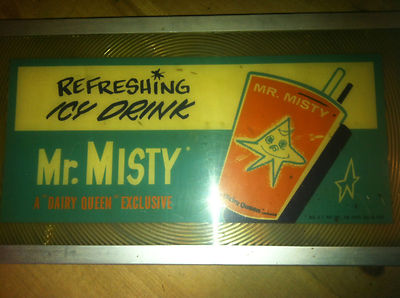 REFRESHING
ICY DRINK
MR. MISTY
Mr. MISTY
A "DAIRY QUEEN" EXCLUSIVE